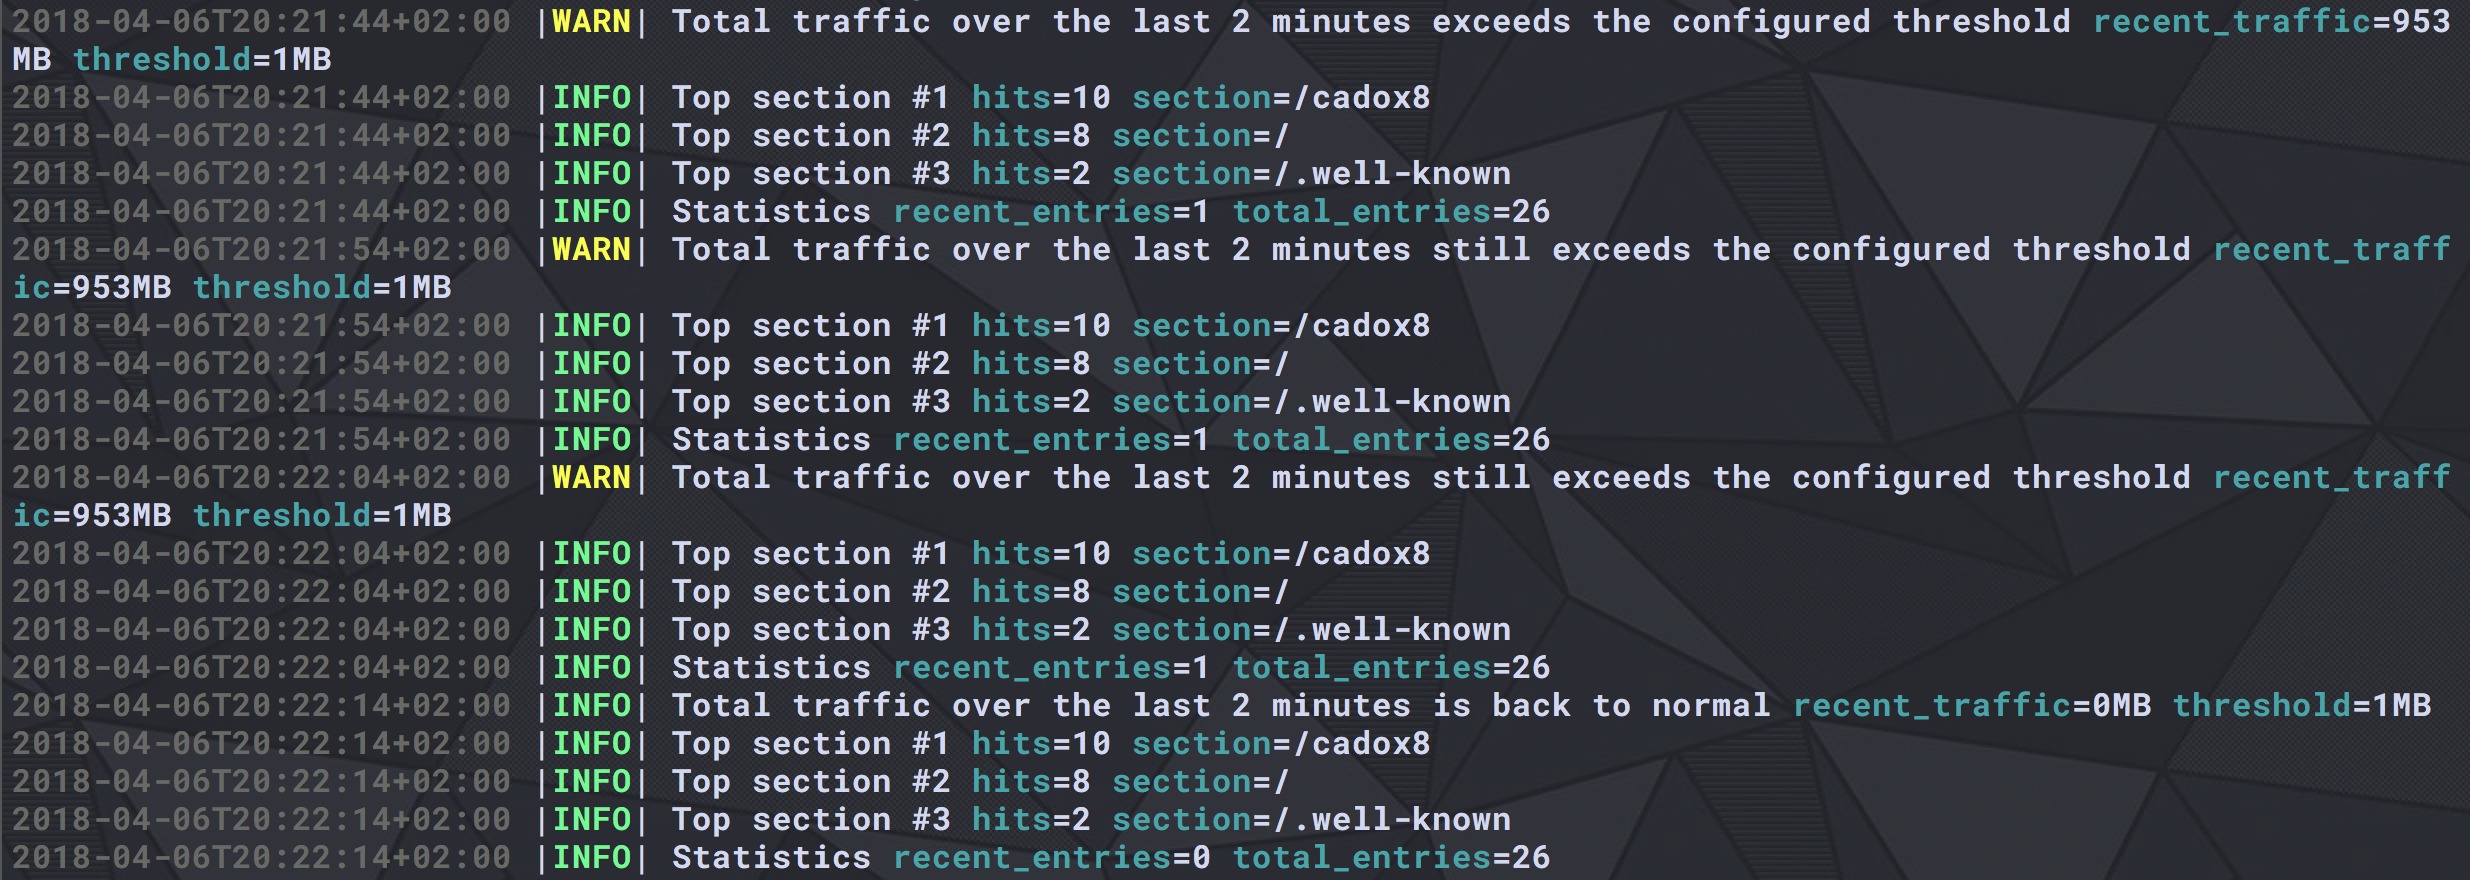 2018-04-06T20:21:44+02:00 |WARN| Total traffic over the last 2 minutes exceeds the configured threshold recent_traffic=953
MB threshold=1MB
2018-04-06T20:21:44+02:00 |INFO| Top section #1 hits=10 section=/cadox8
2018-04-06T20:21:44+02:00 |INFO| Top section #2 hits=8 section=/
2018-04-06T20:21:44+02:00 |INFO| Top section #3 hits=2 section=/.well-known
2018-04-06T20:21:44+02:00 |INFO| Statistics recent_entries=1 total_entries=26
2018-04-06T20:21:54+02:00 |WARN| Total traffic over the last 2 minutes still exceeds the configured threshold recent_traff
ic=953MB threshold=1MB
2018-04-06T20:21:54+02:00 |INFO| Top section #1 hits=10 section=/cadox8
2018-04-06T20:21:54+02:00 |INFO| Top section #2 hits=8 section=/
2018-04-06T20:21:54+02:00 |INFO| Top section #3 hits=2 section=/.well-known
2018-04-06T20:21:54+02:00 |INFO| Statistics recent_entries=1 total_entries=26
2018-04-06T20:22:04+02:00 |WARN| Total traffic over the last 2 minutes still exceeds the configured threshold recent_traff
ic=953MB threshold=1MB
2018-04-06T20:22:04+02:00 |INFO| Top section #1 hits=10 section=/cadox8
2018-04-06T20:22:04+02:00 |INFO| Top section #2 hits=8 section=/
2018-04-06T20:22:04+02:00 |INFO| Top section #3 hits=2 section=/.well-known
2018-04-06T20:22:04+02:00 |INFO| Statistics recent_entries=1 total_entries=26
2018-04-06T20:22:14+02:00 |INFO| Total traffic over the last 2 minutes is back to normal recent_traffic=0MB threshold=1MB
2018-04-06T20:22:14+02:00 |INFO| Top section #1 hits=10 section=/cadox8
2018-04-06T20:22:14+02:00 |INFO| Top section #2 hits=8 section=/
2018-04-06T20:22:14+02:00 |INFO| Top section #3 hits=2 section=/.well-known
2018-04-06T20:22:14+02:00 |INFO| Statistics recent_entries=0 total_entries=26